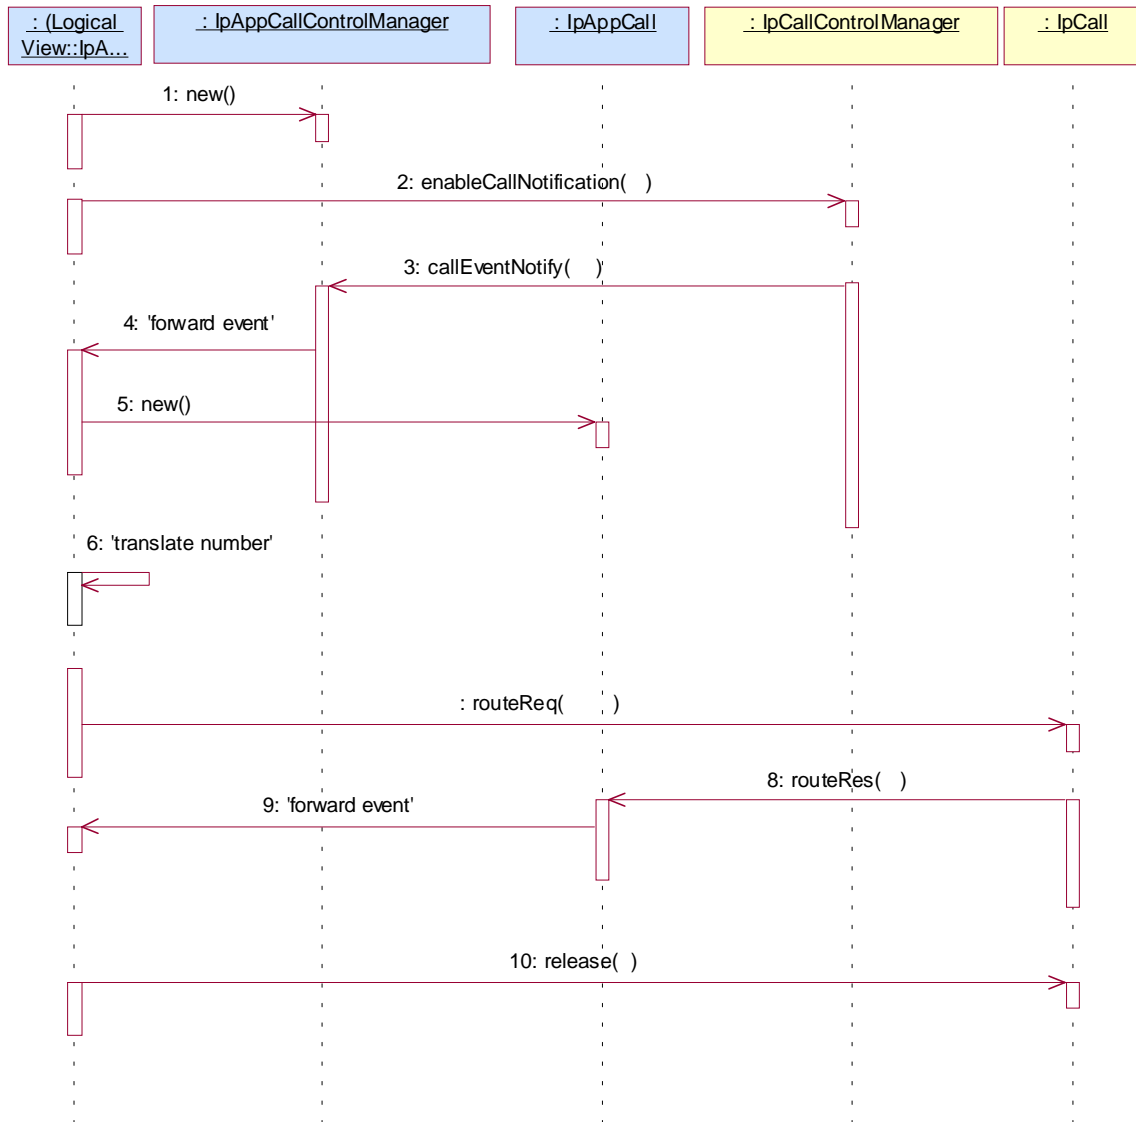 : (Logical
View::IpA...
: IpAppCallControlManager
: IpAppCall
: IpCallControlManager
: IpCall
1: new()
2: enableCallNotification( )
3: callEventNotify( )
4: 'forward event'
5: new()
6: 'translate number'
: routeReq( )
8: routeRes( )
9: 'forward event'
10: release( )